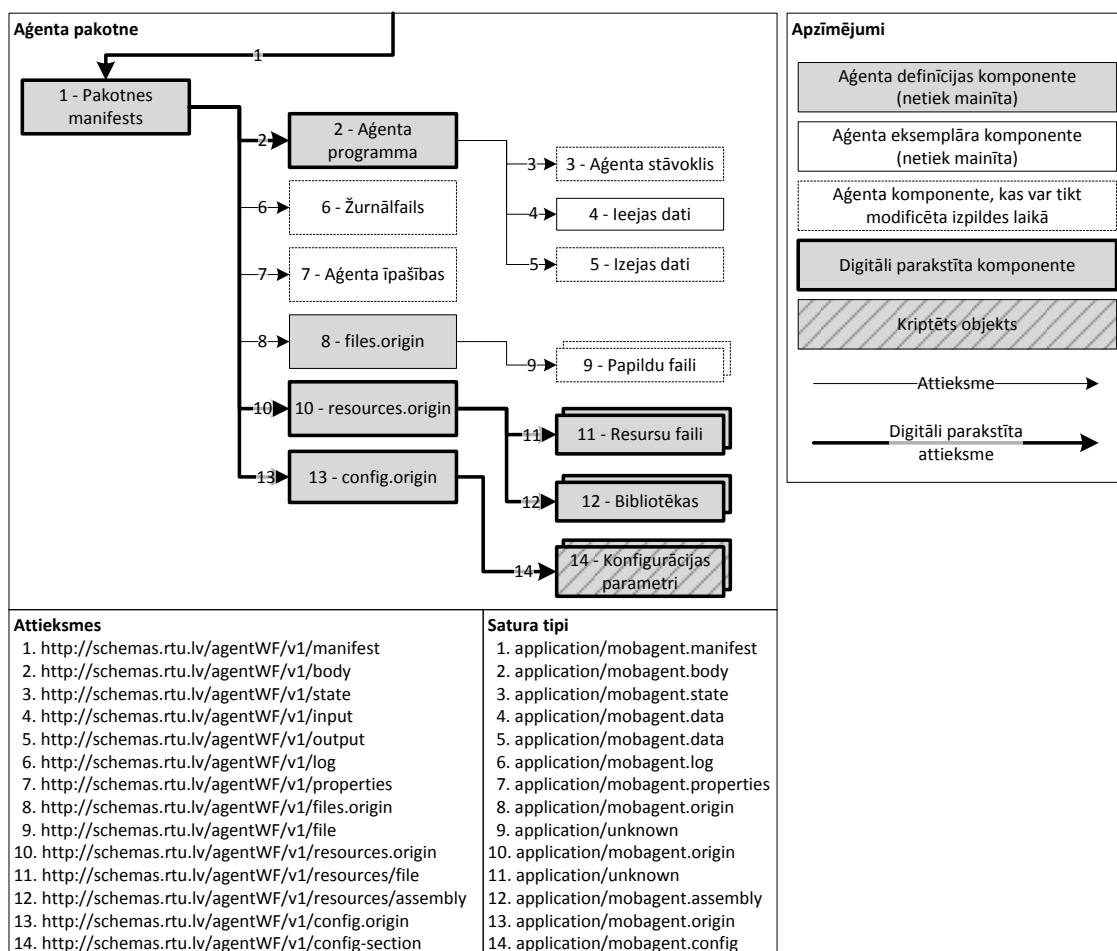 Aģenta pakotne
1
1 - Pakotnes
manifests
2
2 - Aģenta
programma
3
3 - Aģenta stāvoklis
6
6 - Žurnālfails
4
4 - Ieejas dati
7
7 - Aģenta īpašības
5
5 - Izejas dati
8
8 - files.origin
9
9 - Papildu faili
10
10 - resources.origin
11
11 - Resursu faili
13
13 - config.origin
12
12 - Bibliotēkas
14
14 - Konfigurācijas
parametri
Apzīmējumi
Aģenta definīcijas komponente
(netiek mainīta)
Aģenta eksemplāra komponente
(netiek mainīta)
Aģenta komponente, kas var tikt
modificēta izpildes laikā
Digitāli parakstīta komponente
Kriptēts objekts
Attieksme
Digitāli parakstīta
attieksme
Attieksmes
1. http://schemas.rtu.lv/agentWF/v1/manifest
2. http://schemas.rtu.lv/agentWF/v1/body
3. http://schemas.rtu.lv/agentWF/v1/state
4. http://schemas.rtu.lv/agentWF/v1/input
5. http://schemas.rtu.lv/agentWF/v1/output
6. http://schemas.rtu.lv/agentWF/v1/log
7. http://schemas.rtu.lv/agentWF/v1/properties
8. http://schemas.rtu.lv/agentWF/v1/files.origin
9. http://schemas.rtu.lv/agentWF/v1/file
10. http://schemas.rtu.lv/agentWF/v1/resources.origin
11. http://schemas.rtu.lv/agentWF/v1/resources/file
12. http://schemas.rtu.lv/agentWF/v1/resources/assembly
13. http://schemas.rtu.lv/agentWF/v1/config.origin
14. http://schemas.rtu.lv/agentWF/v1/config-section
Satura tipi
1. application/mobagent.manifest
2. application/mobagent.body
3. application/mobagent.state
4. application/mobagent.data
5. application/mobagent.data
6. application/mobagent.log
7. application/mobagent.properties
8. application/mobagent.origin
9. application/unknown
10. application/mobagent.origin
11. application/unknown
12. application/mobagent.assembly
13. application/mobagent.origin
14. application/mobagent.config